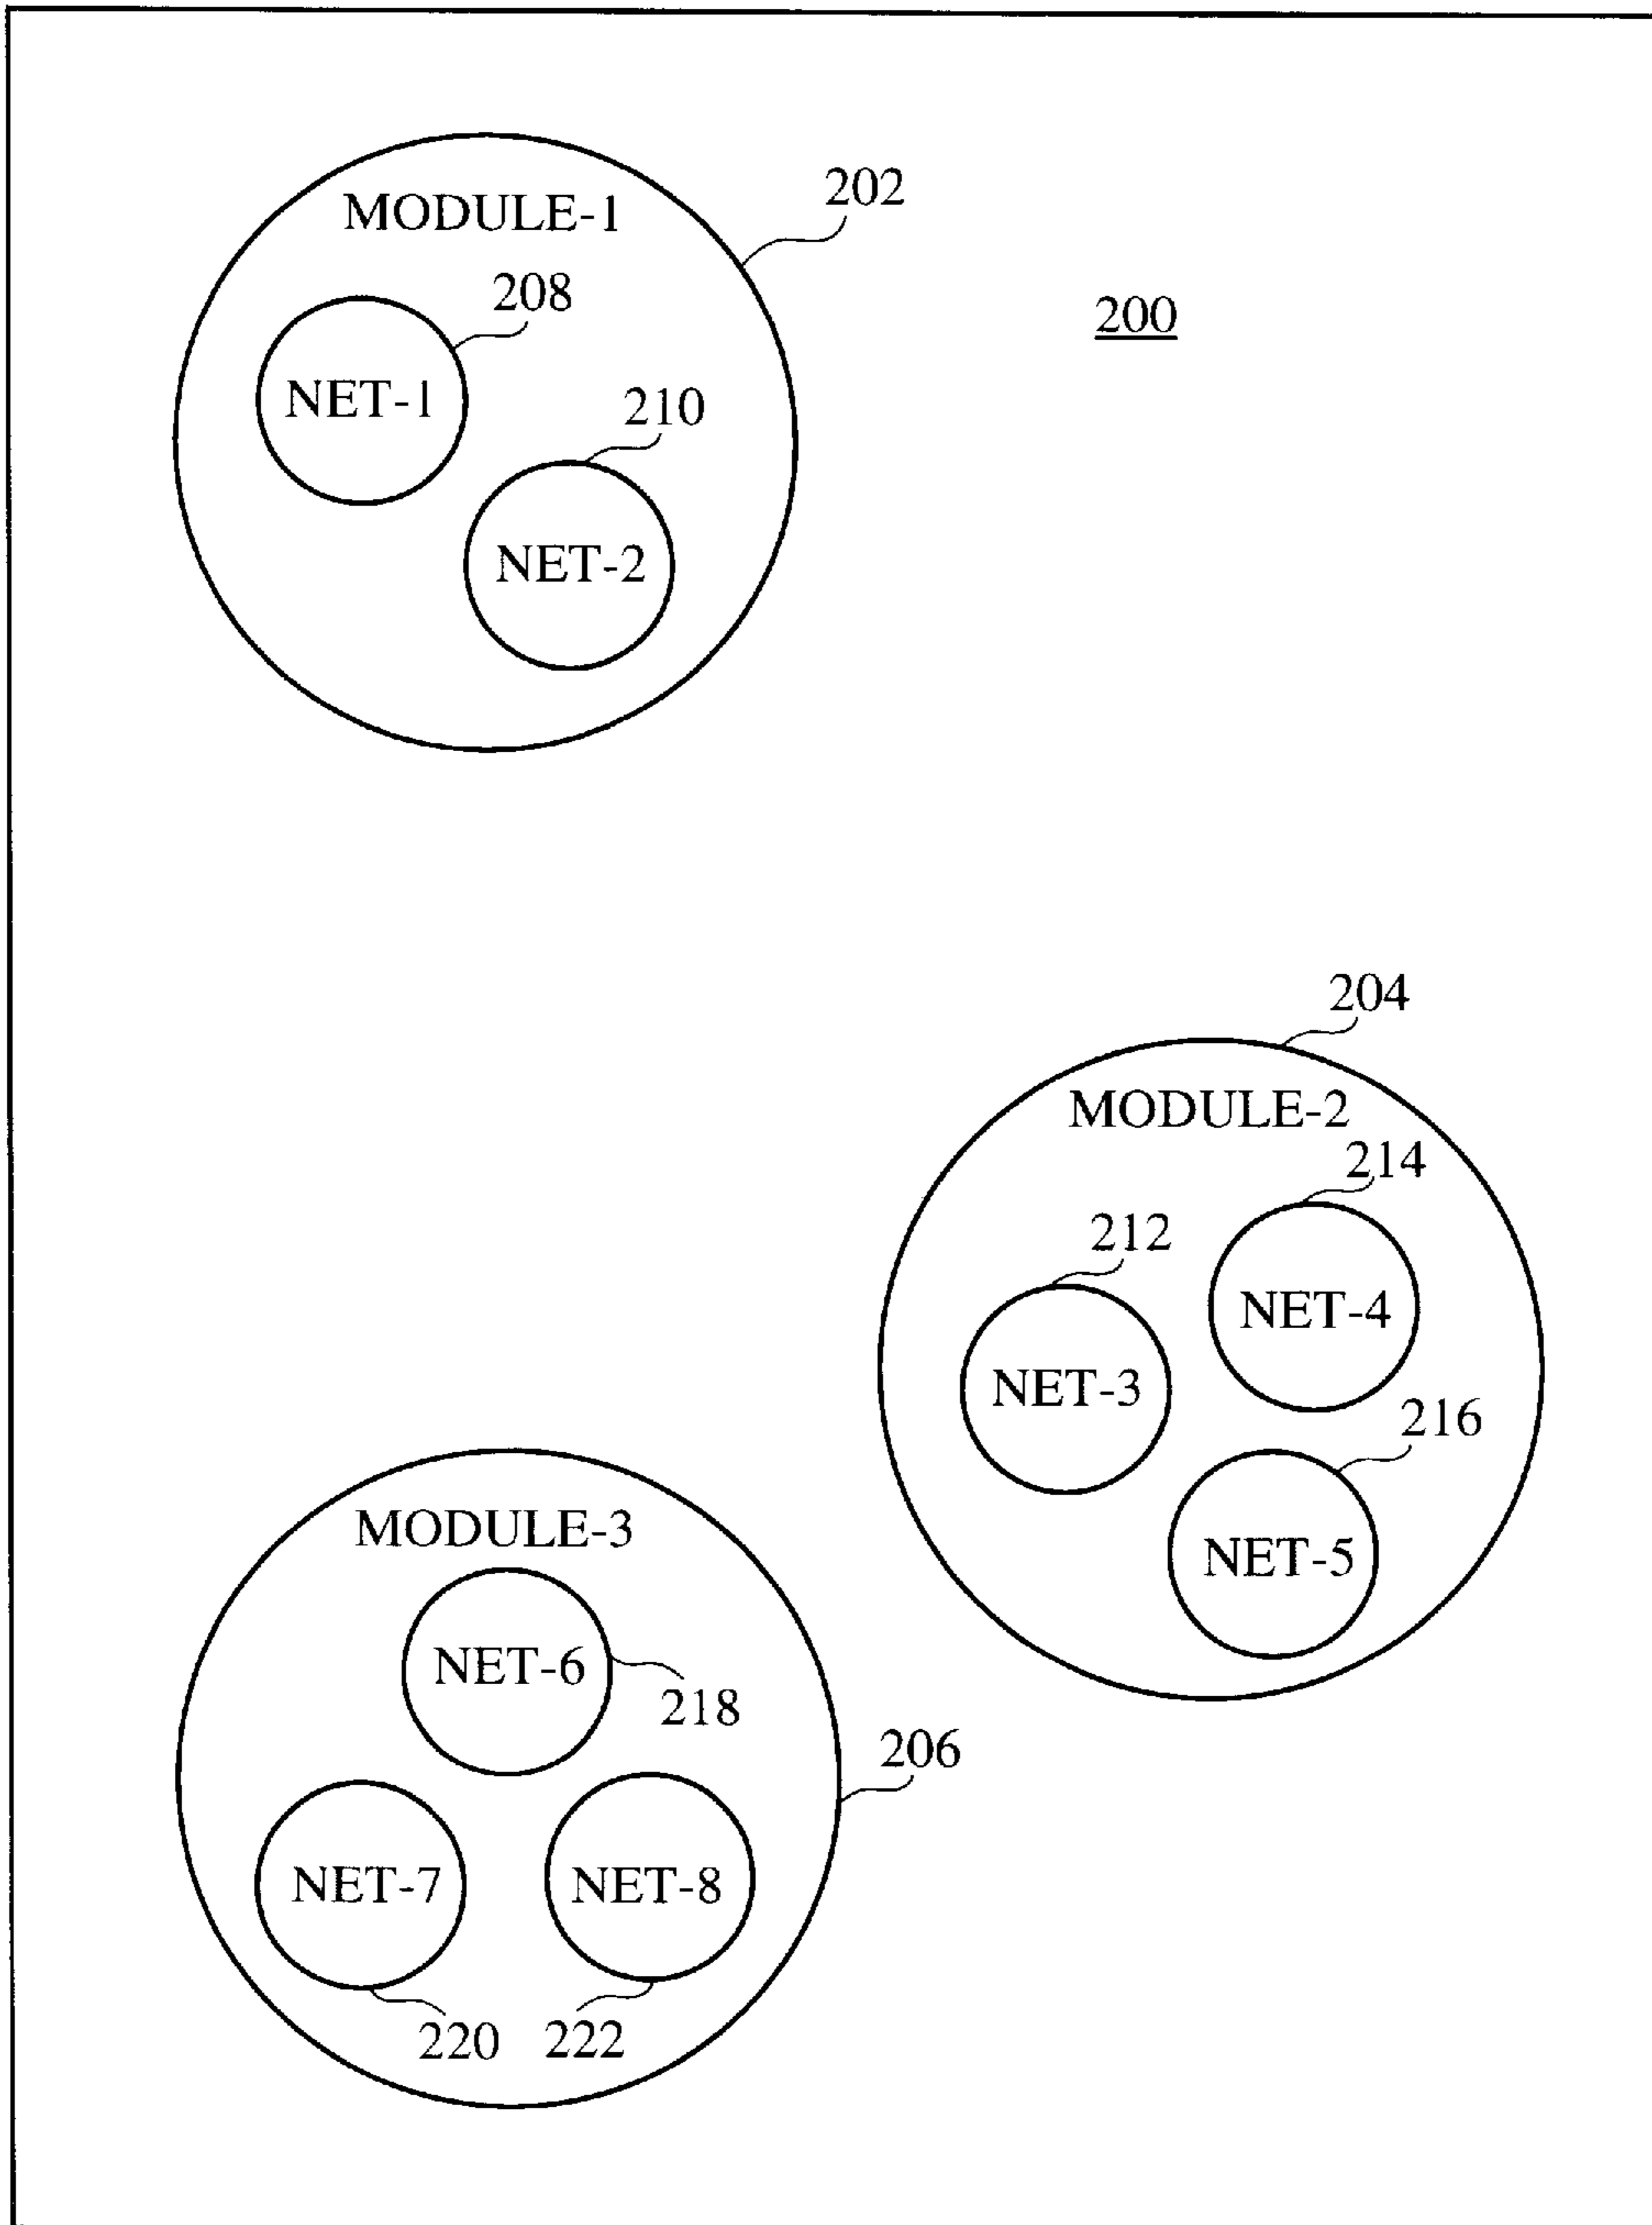 202
MODULE-1
208
200
NET-1
210
NET-2
204
MODULE-2
214
212
NET-4
NET-3
216
MODULE-3
NET-5
NET-6
218
206
NET-7
NET-8
220
222